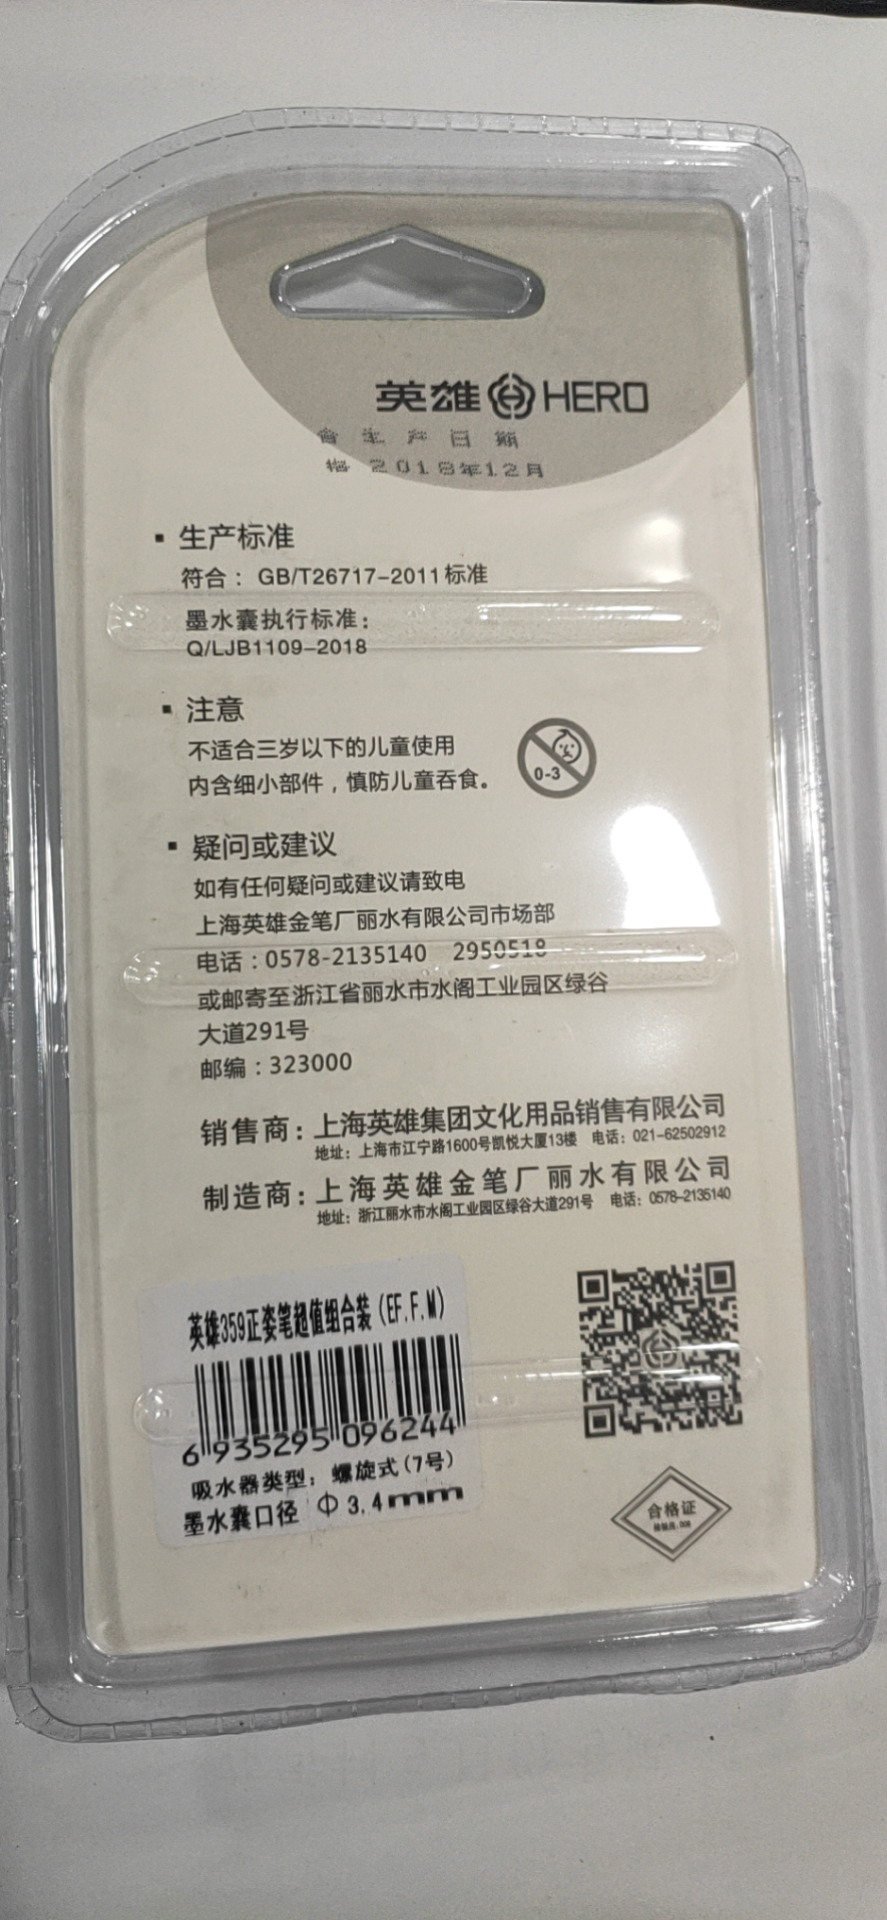 英雄 HERO
生产日期
2018年12月
▪ 生产标准
符合：GB/T26717-2011标准
墨水囊执行标准：
Q/LJB1109-2018
▪ 注意
不适合三岁以下的儿童使用
内含细小部件，慎防儿童吞食。
0-3
▪ 疑问或建议
如有任何疑问或建议请致电
上海英雄金笔厂丽水有限公司市场部
电话：0578-2135140 2950518
或邮寄至浙江省丽水市水阁工业园区绿谷
大道291号
邮编：323000
销售商：上海英雄集团文化用品销售有限公司
地址：上海市江宁路1600号凯悦大厦13楼 电话：021-62502912
制造商：上海英雄金笔厂丽水有限公司
地址：浙江丽水市水阁工业园区绿谷大道291号 电话：0578-2135140
英雄359正姿笔超值组合装(EF.F.M)
6 935295 096244
吸水器类型：螺旋式(7号)
墨水囊口径 Φ3.4mm
合格证